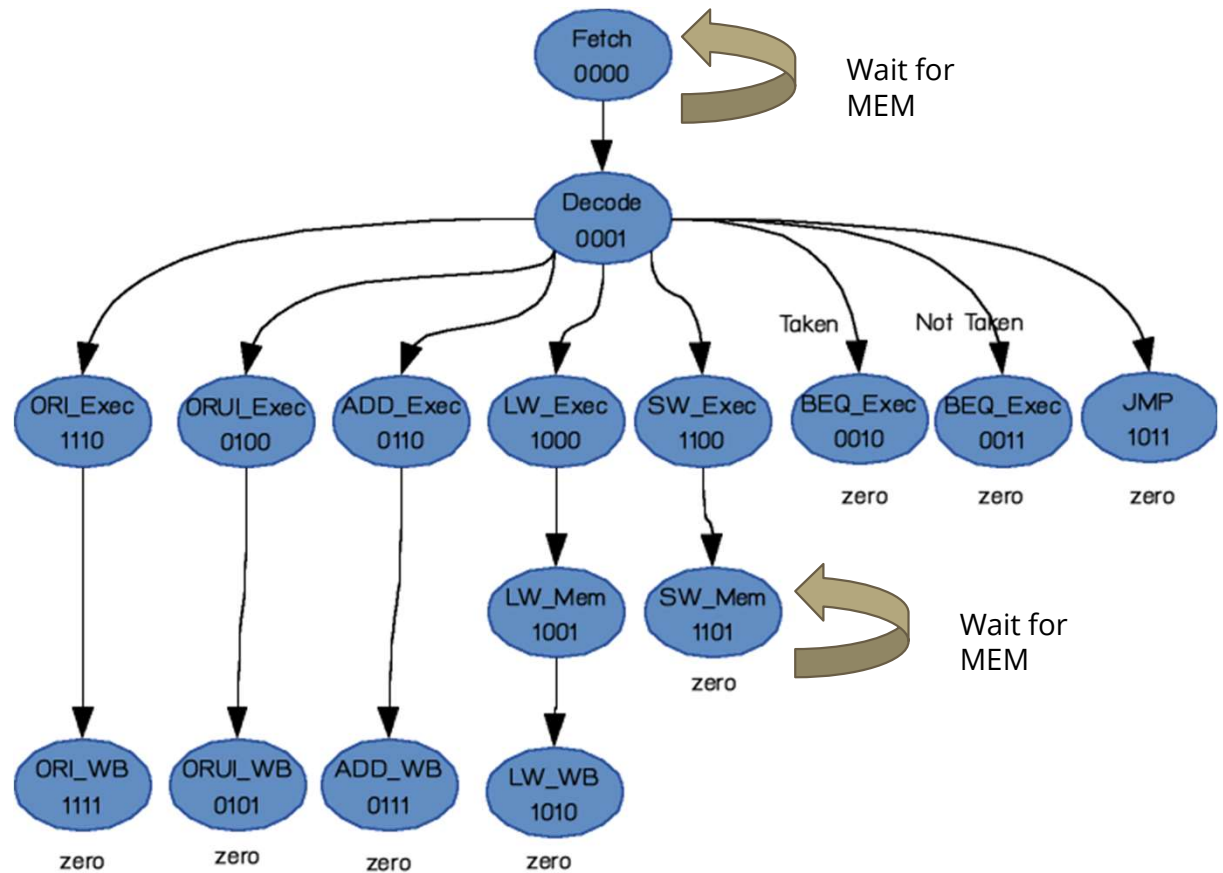 Fetch
0000
Wait for
MEM
Decode
0001
Taken
Not Taken
ORI_Exec
1110
ORUI_Exec
0100
ADD_Exec
0110
LW_Exec
1000
SW_Exec
1100
BEQ_Exec
0010
BEQ_Exec
0011
JMP
1011
zero
zero
zero
LW_Mem
1001
SW_Mem
1101
zero
Wait for
MEM
ORI_WB
1111
ORUI_WB
0101
ADD_WB
0111
LW_WB
1010
zero
zero
zero
zero